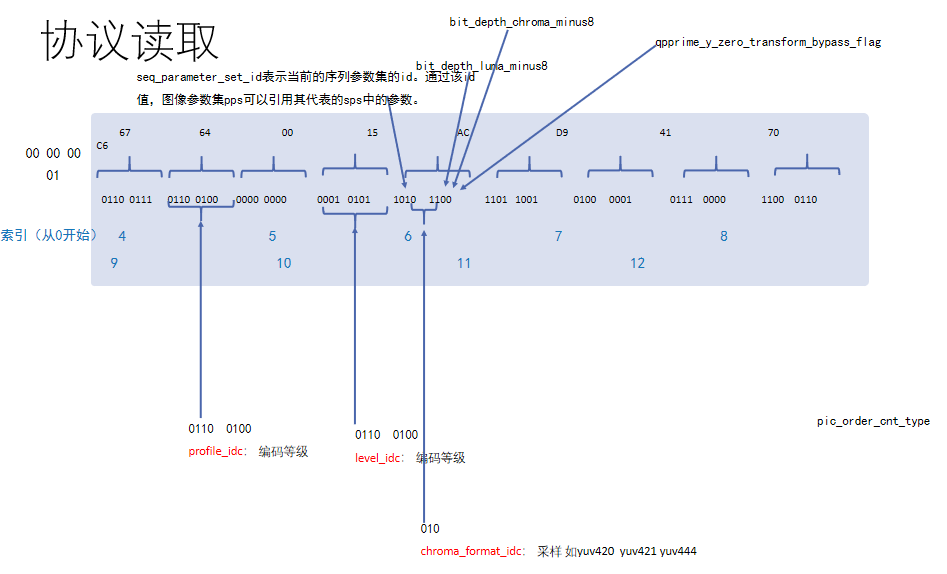 协议读取
bit_depth_chroma_minus8
qpprime_y_zero_transform_bypass_flag
bit_depth_luma_minus8
seq_parameter_set_id表示当前的序列参数集的id。通过该id
值，图像参数集pps可以引用其代表的sps中的参数。
67 64 00 15 AC D9 41 70
C6
00 00 00
01
0110 0111 0110 0100 0000 0000 0001 0101 1010 1100 1101 1001 0100 0001 0111 0000 1100 0110
索引（从0开始） 4 5 6 7 8
9 10 11 12
pic_order_cnt_type
0110 0100
profile_idc： 编码等级
0110 0100
level_idc： 编码等级
010
chroma_format_idc： 采样 如yuv420 yuv421 yuv444